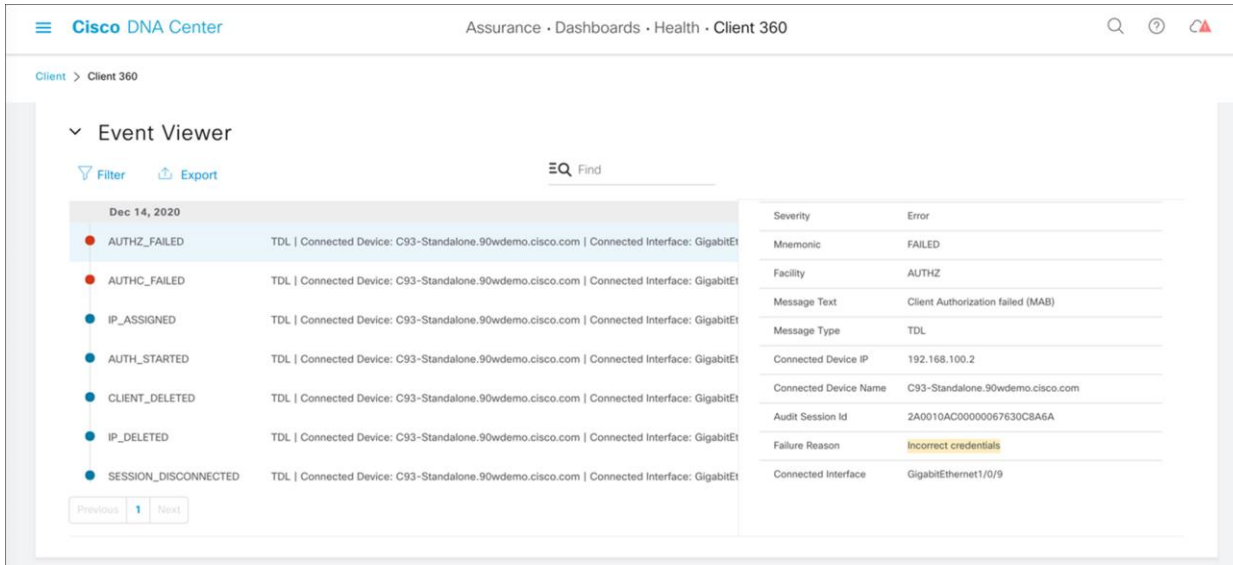 Cisco DNA Center
Assurance · Dashboards · Health · Client 360
Client > Client 360
Event Viewer
Filter
Export
Find
Dec 14, 2020
AUTHZ_FAILED TDL | Connected Device: C93-Standalone.90wdemo.cisco.com | Connected Interface: GigabitEt
AUTHC_FAILED TDL | Connected Device: C93-Standalone.90wdemo.cisco.com | Connected Interface: GigabitEt
IP_ASSIGNED TDL | Connected Device: C93-Standalone.90wdemo.cisco.com | Connected Interface: GigabitEt
AUTH_STARTED TDL | Connected Device: C93-Standalone.90wdemo.cisco.com | Connected Interface: GigabitEt
CLIENT_DELETED TDL | Connected Device: C93-Standalone.90wdemo.cisco.com | Connected Interface: GigabitEt
IP_DELETED TDL | Connected Device: C93-Standalone.90wdemo.cisco.com | Connected Interface: GigabitEt
SESSION_DISCONNECTED TDL | Connected Device: C93-Standalone.90wdemo.cisco.com | Connected Interface: GigabitEt
Previous 1 Next
Severity Error
Mnemonic FAILED
Facility AUTHZ
Message Text Client Authorization failed (MAB)
Message Type TDL
Connected Device IP 192.168.100.2
Connected Device Name C93-Standalone.90wdemo.cisco.com
Audit Session Id 2A0010AC00000067630C8A6A
Failure Reason Incorrect credentials
Connected Interface GigabitEthernet1/0/9